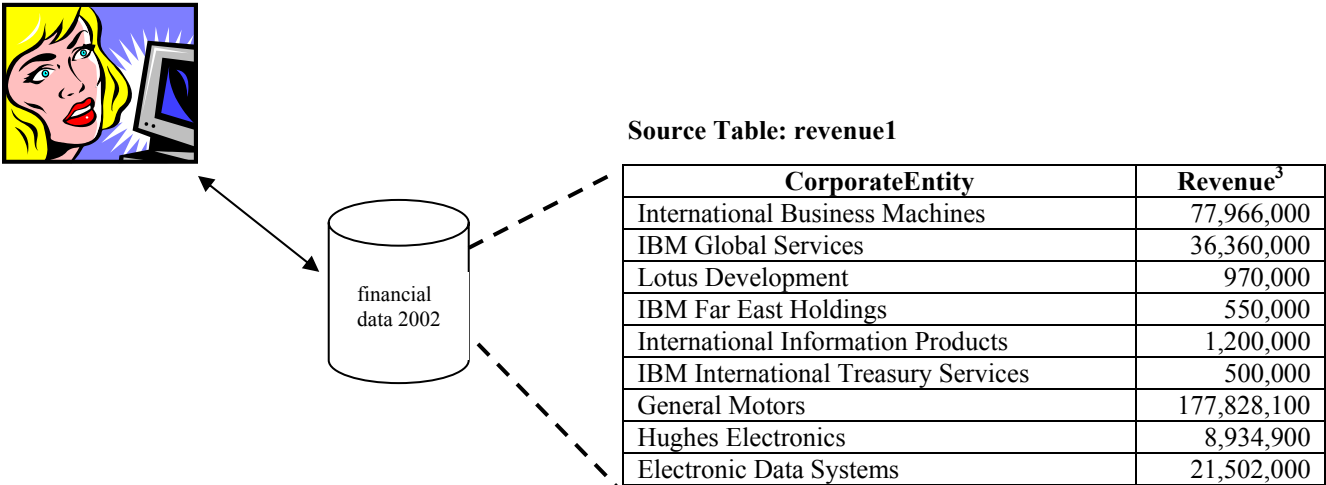 Source Table: revenue1
CorporateEntity Revenue³
International Business Machines 77,966,000
IBM Global Services 36,360,000
Lotus Development 970,000
IBM Far East Holdings 550,000
International Information Products 1,200,000
IBM International Treasury Services 500,000
General Motors 177,828,100
Hughes Electronics 8,934,900
Electronic Data Systems 21,502,000
financial
data 2002